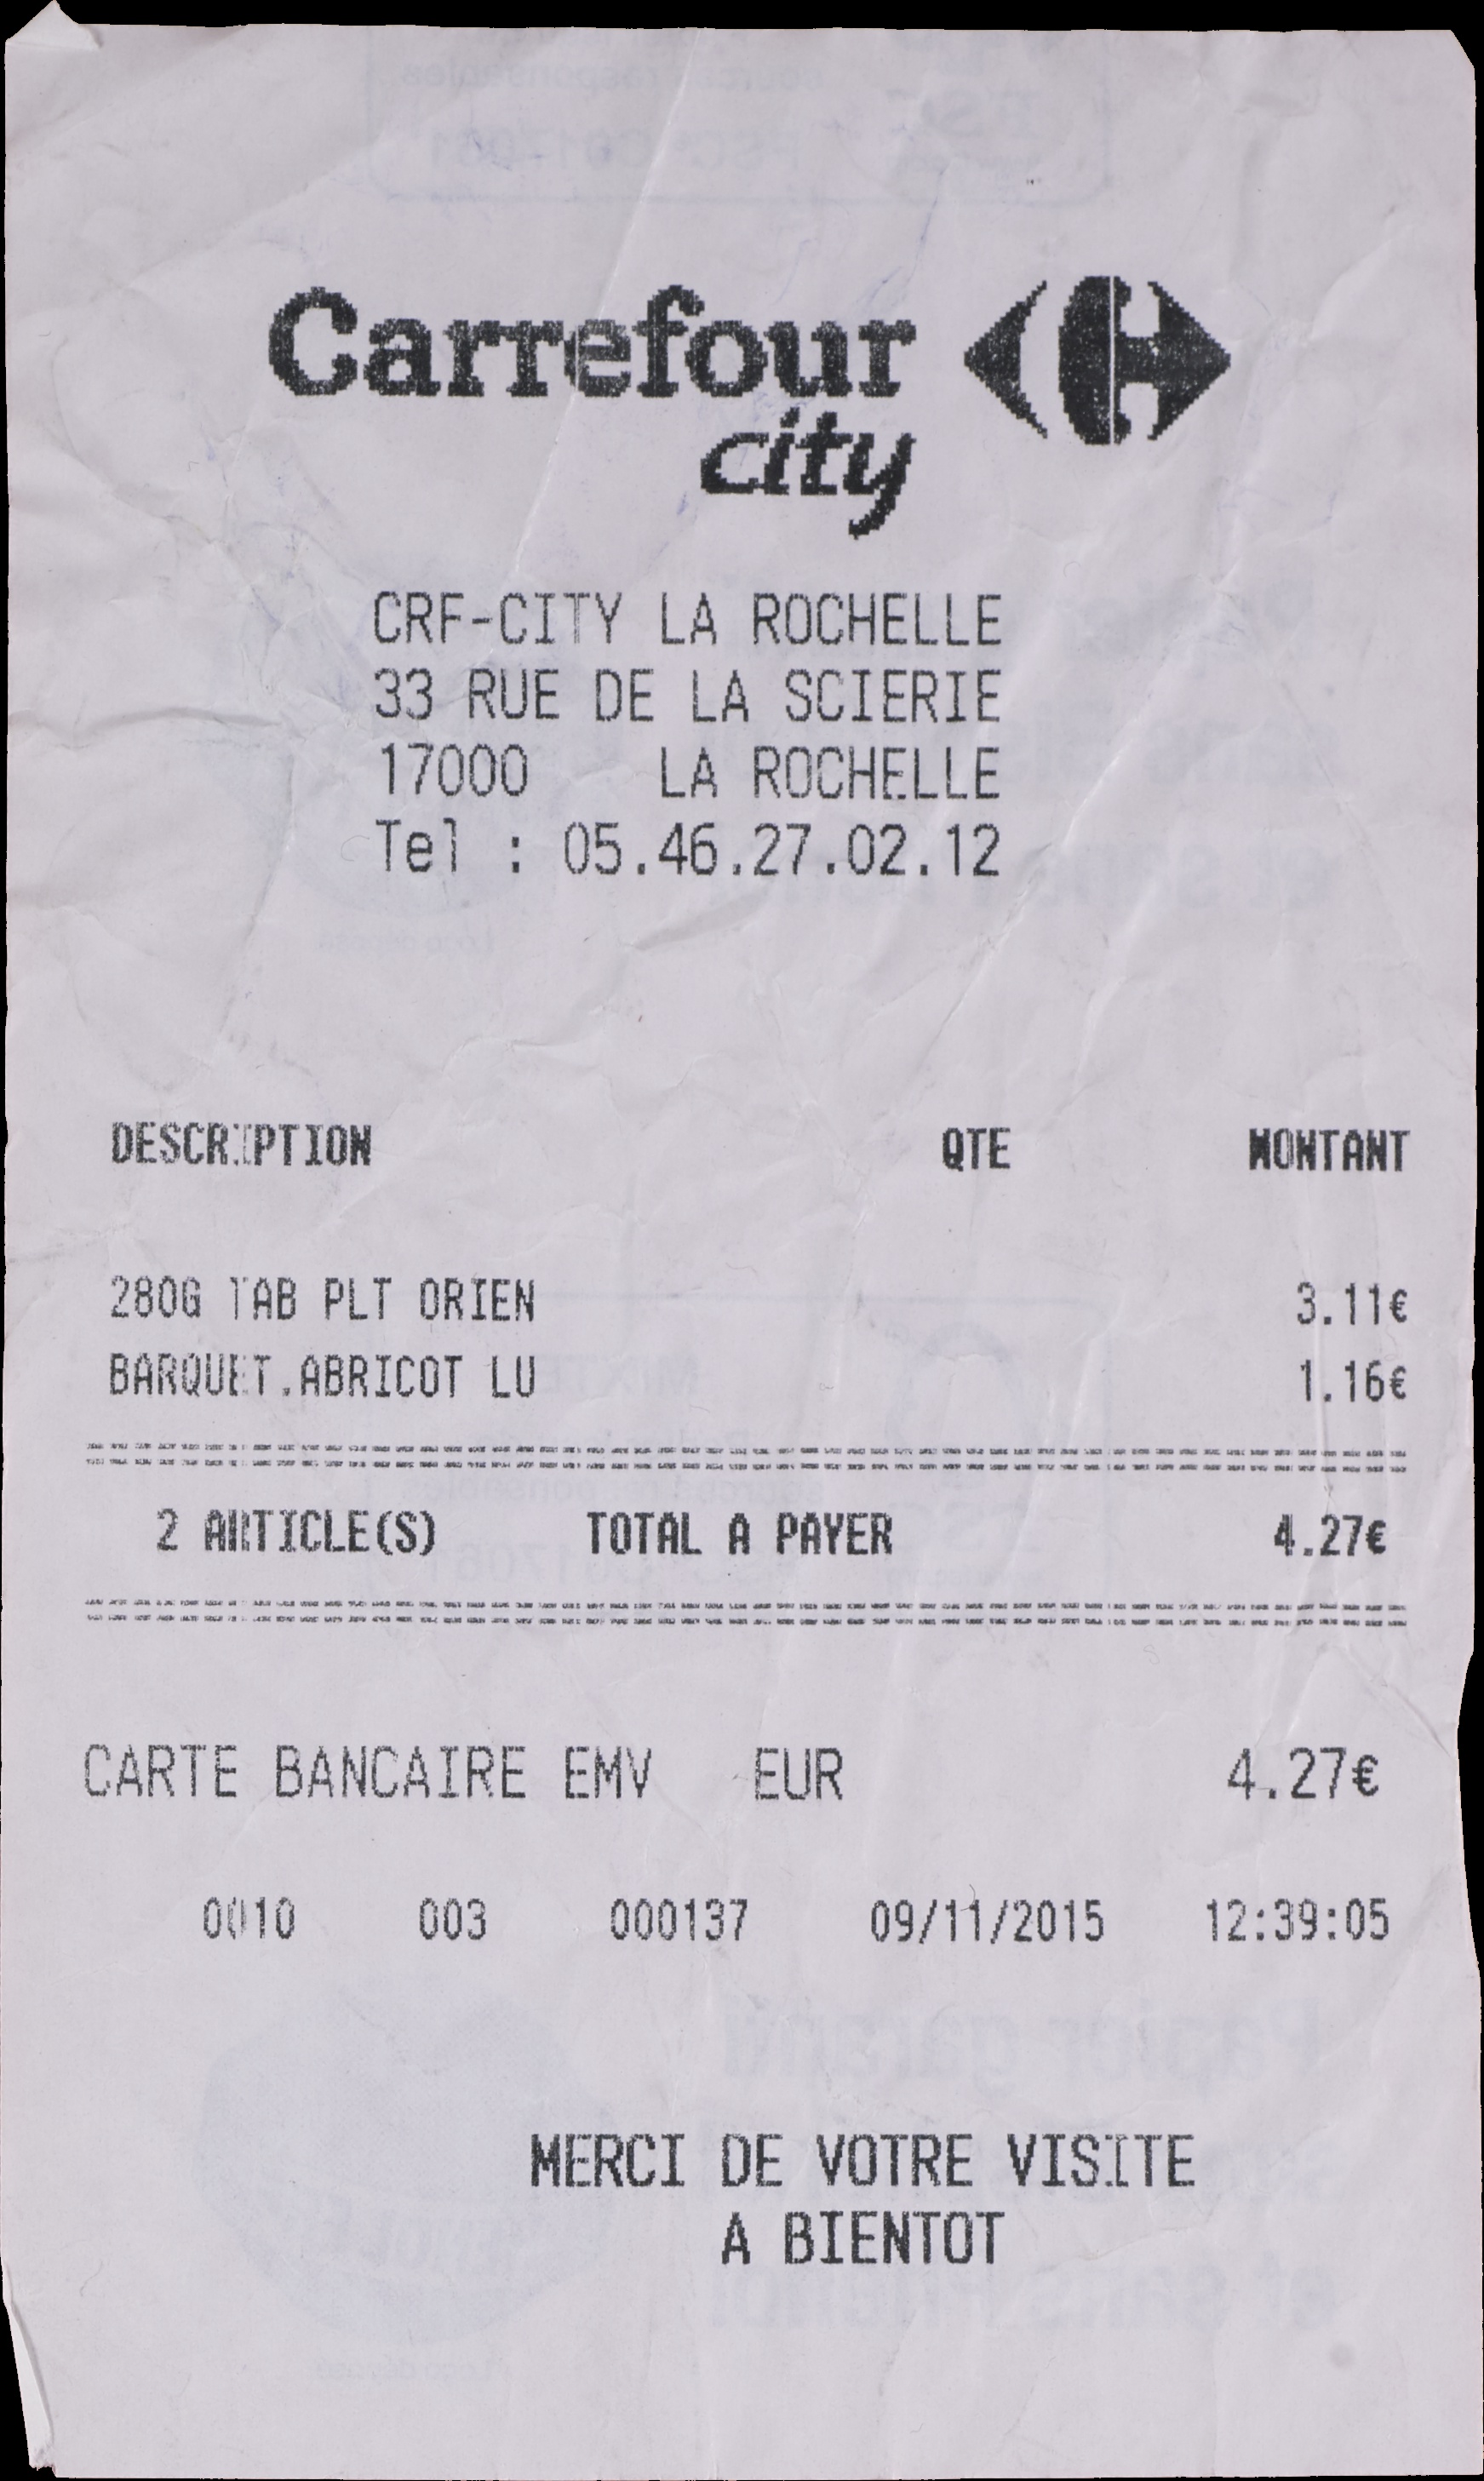 Carrefour
city
CRF-CITY LA ROCHELLE
33 RUE DE LA SCIERIE
17000 LA ROCHELLE
Tel : 05.46.27.02.12
DESCRIPTION QTE MONTANT
280G TAB PLT ORIEN 3.11€
BARQUET.ABRICOT LU 1.16€
2 ARTICLE(S) TOTAL A PAYER 4.27€
CARTE BANCAIRE EMV EUR 4.27€
0010 003 000137 09/11/2015 12:39:05
MERCI DE VOTRE VISITE
A BIENTOT